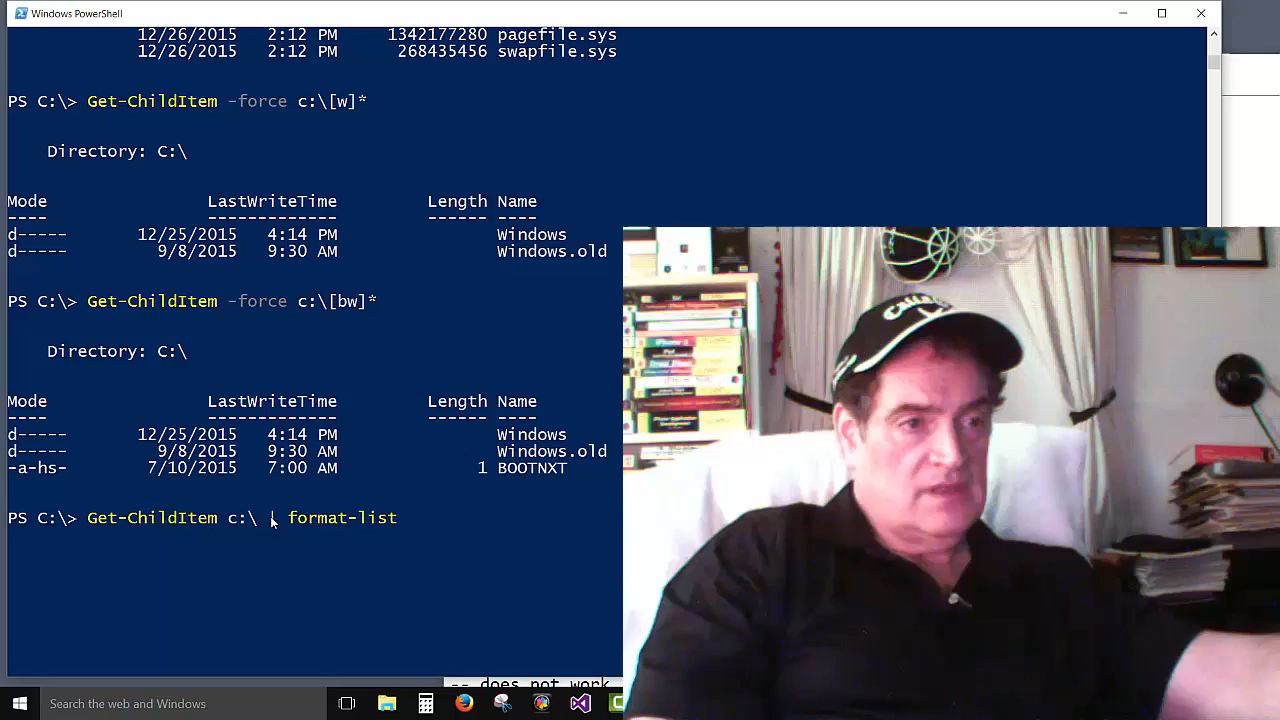 Windows PowerShell
12/26/2015 2:12 PM 1342177280 pagefile.sys
12/26/2015 2:12 PM 268435456 swapfile.sys
PS C:\> Get-ChildItem -force c:\[w]*
Directory: C:\
Mode LastWriteTime Length Name
---- ------------- ------ ----
d----- 12/25/2015 4:14 PM Windows
d----- 9/8/2015 9:30 AM Windows.old
PS C:\> Get-ChildItem -force c:\[bw]*
Directory: C:\
Mode LastWriteTime Length Name
---- ------------- ------ ----
d----- 12/25/2015 4:14 PM Windows
d----- 9/8/2015 9:30 AM Windows.old
-a-hs- 7/10/2015 7:00 AM 1 BOOTNXT
PS C:\> Get-ChildItem c:\ | format-list
-- does not work
Search the web and Windows